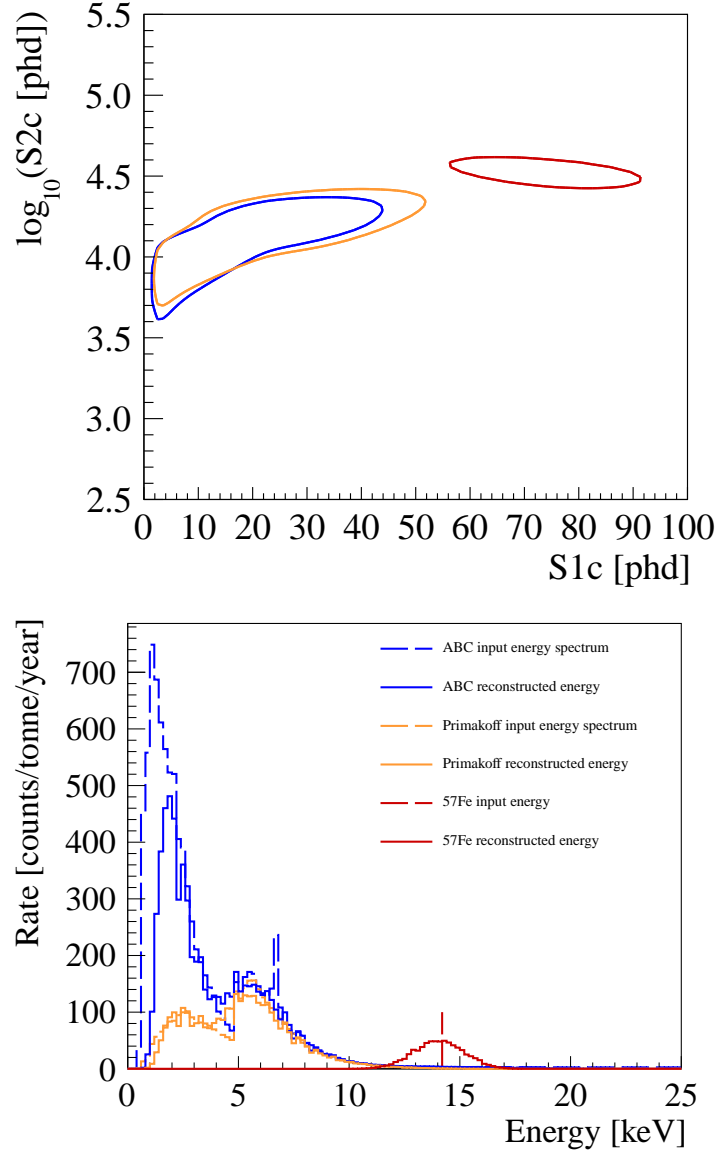 log10(S2c [phd])
5.5
5.0
4.5
4.0
3.5
3.0
2.5
0 10 20 30 40 50 60 70 80 90 100
S1c [phd]
Rate [counts/tonne/year]
700
600
500
400
300
200
100
0
ABC input energy spectrum
ABC reconstructed energy
Primakoff input energy spectrum
Primakoff reconstructed energy
57Fe input energy
57Fe reconstructed energy
0 5 10 15 20 25
Energy [keV]